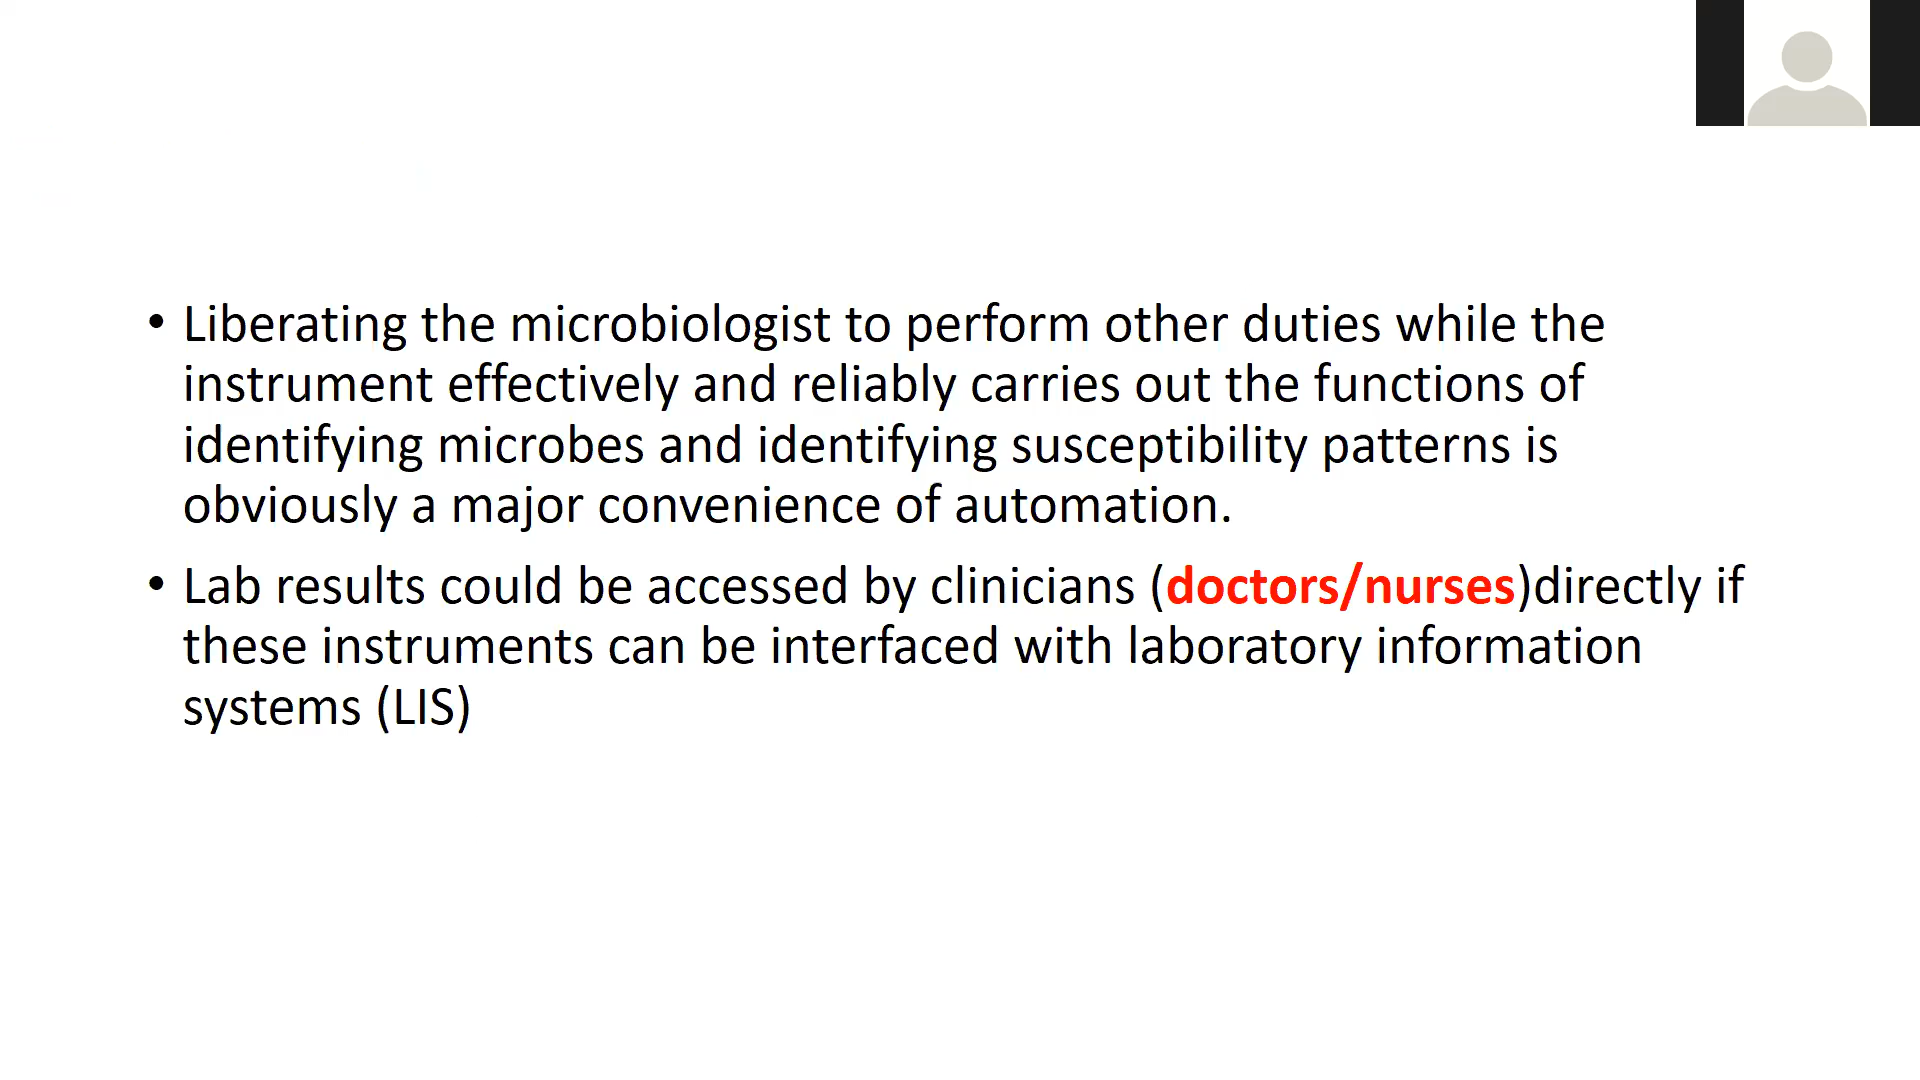 • Liberating the microbiologist to perform other duties while the
instrument effectively and reliably carries out the functions of
identifying microbes and identifying susceptibility patterns is
obviously a major convenience of automation.
• Lab results could be accessed by clinicians (doctors/nurses)directly if
these instruments can be interfaced with laboratory information
systems (LIS)